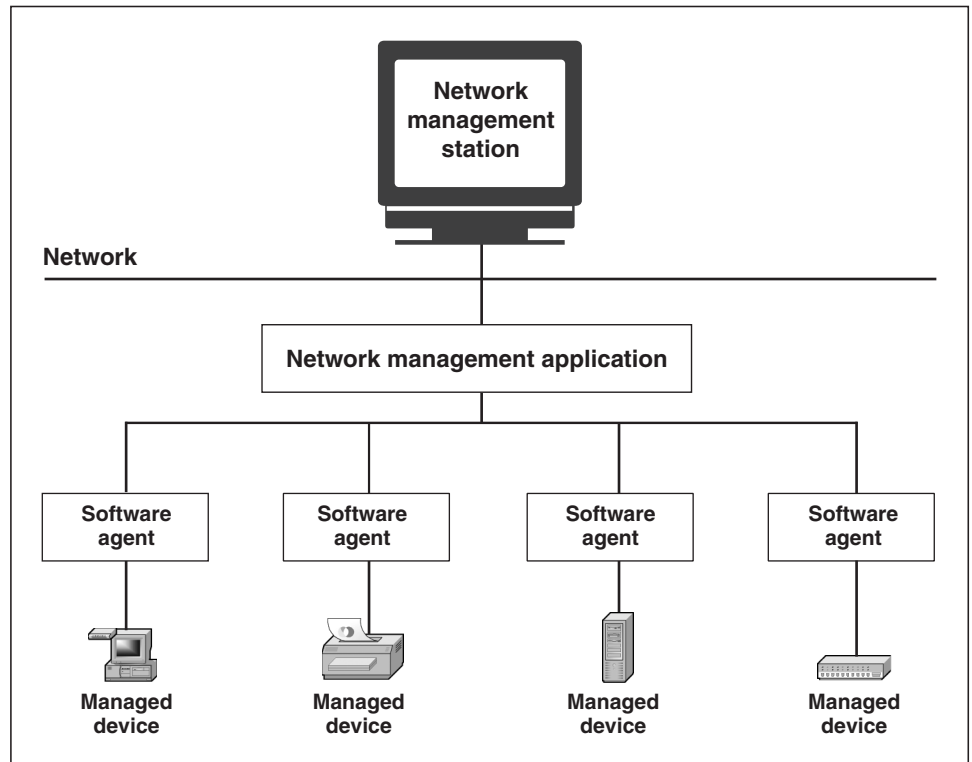 Network
management
station
Network
Network management application
Software
agent
Software
agent
Software
agent
Software
agent
Managed
device
Managed
device
Managed
device
Managed
device